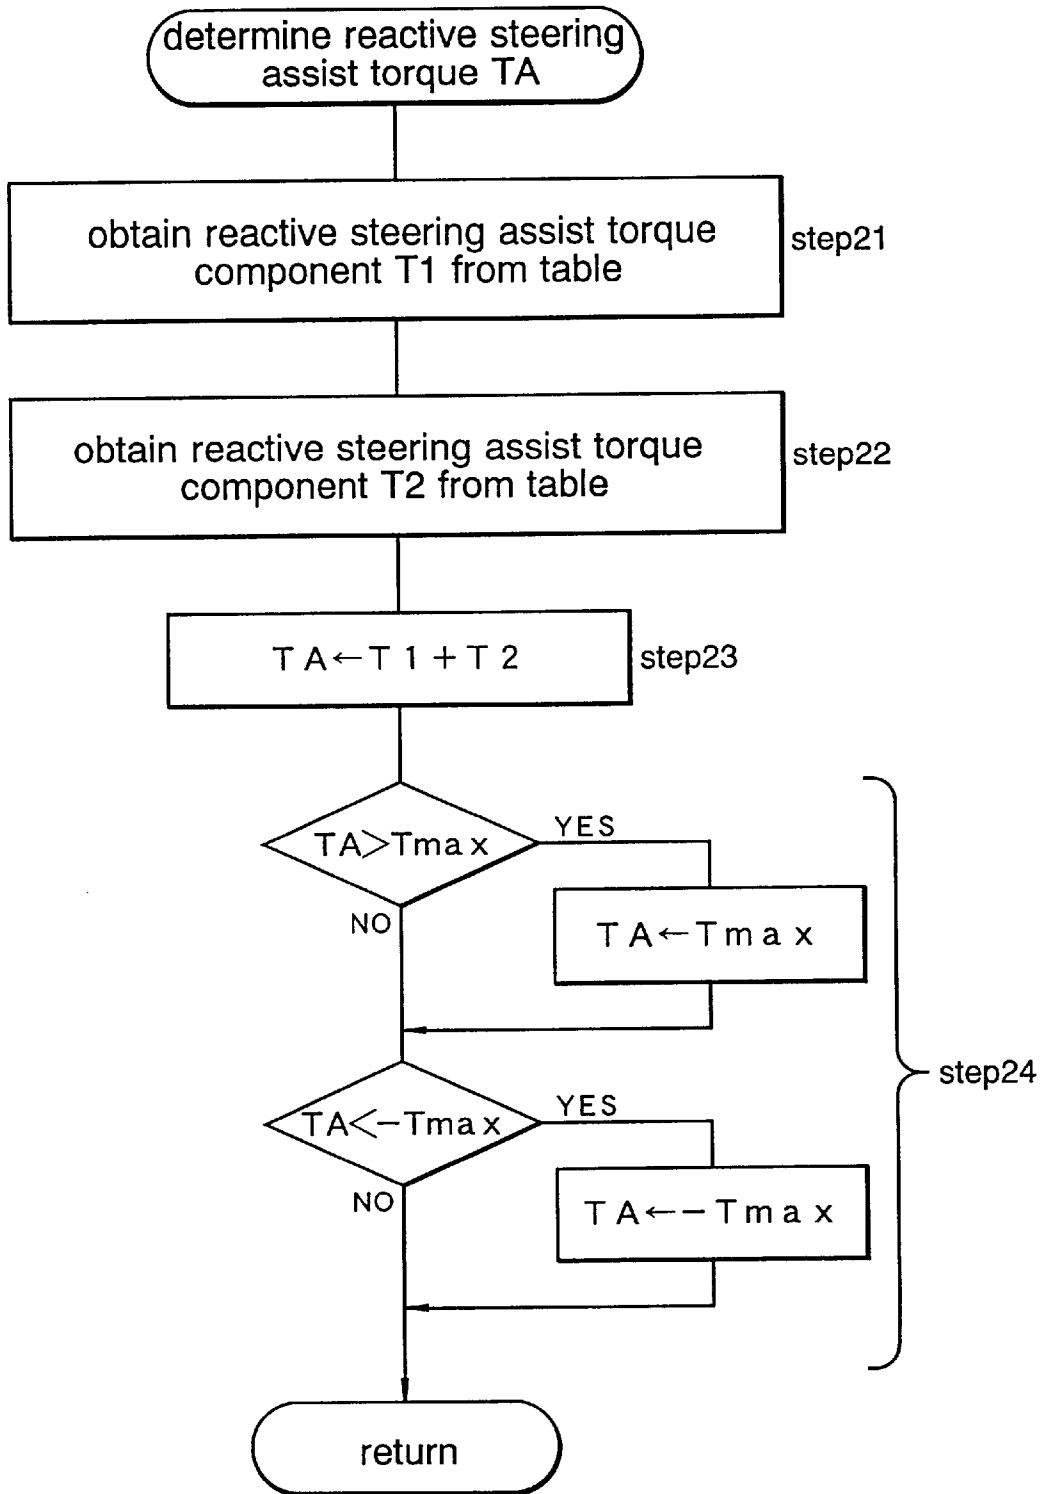 determine reactive steering
assist torque TA
obtain reactive steering assist torque
component T1 from table
step21
obtain reactive steering assist torque
component T2 from table
step22
TA←T1+T2
step23
TA>Tmax
YES
NO
TA←Tmax
TA<-Tmax
YES
NO
TA←-Tmax
step24
return